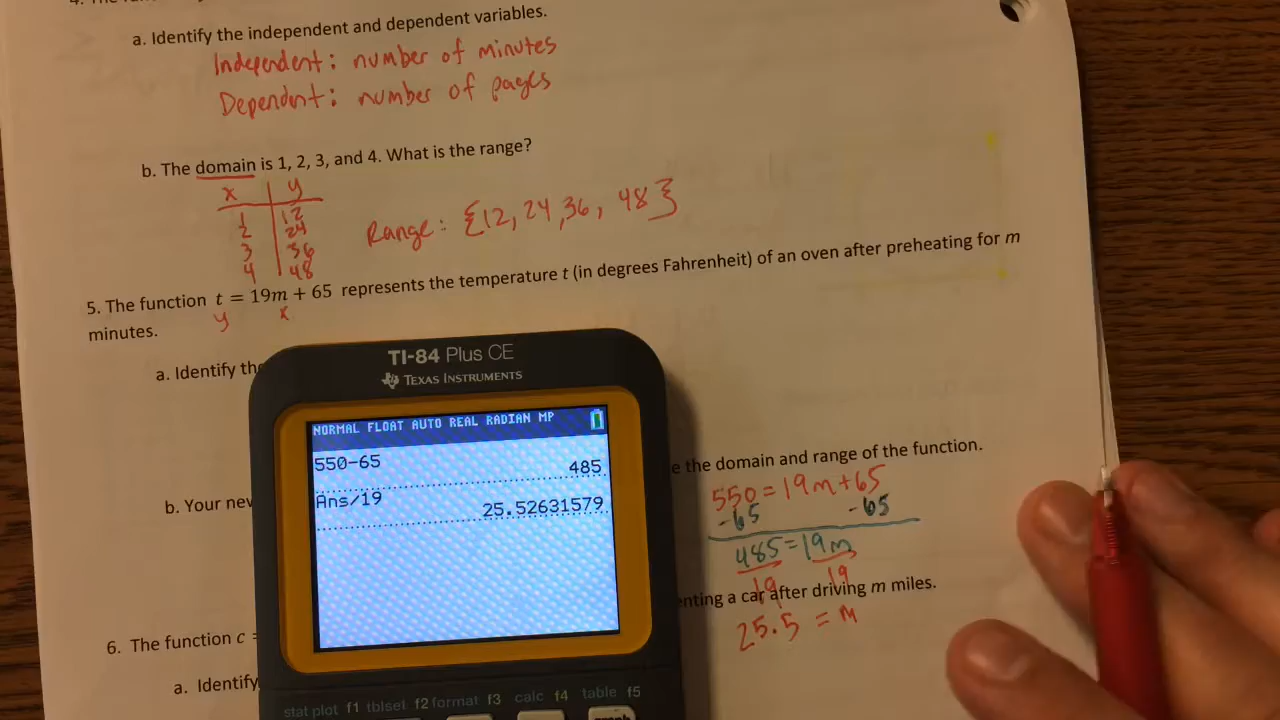 a. Identify the independent and dependent variables.
Independent: number of minutes
Dependent: number of pages
b. The domain is 1, 2, 3, and 4. What is the range?
x y
1 12
2 24
3 36
4 48
Range: {12, 24, 36, 48}
5. The function t = 19m + 65 represents the temperature t (in degrees Fahrenheit) of an oven after preheating for m
y x
minutes.
a. Identify the
TI-84 Plus CE
TEXAS INSTRUMENTS
NORMAL FLOAT AUTO REAL RADIAN MP
550-65
485
Ans/19
25.52631579
b. Your
the domain and range of the function.
550 = 19m + 65
-65 -65
485 = 19m
19 19
25.5 = m
6. The function c
a car after driving m miles.
a. Identify
stat plot f1 tblset f2 format f3 calc f4 table f5
graph